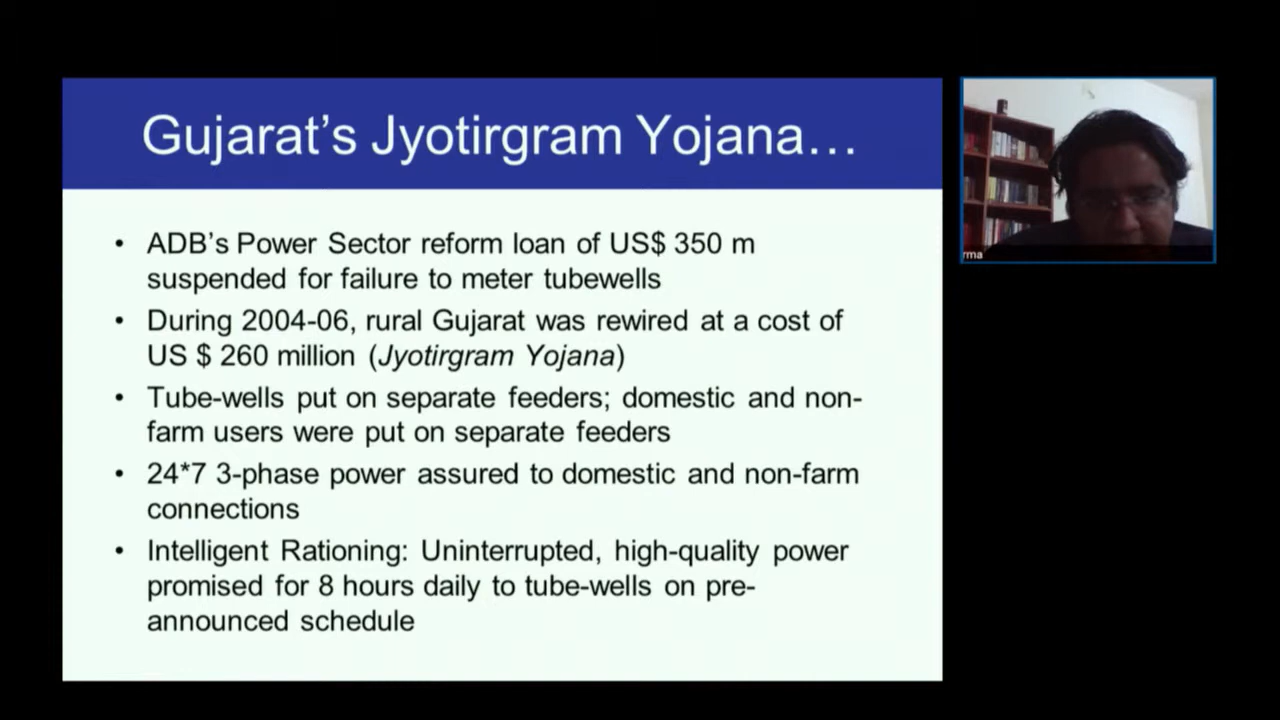 Gujarat's Jyotirgram Yojana…
• ADB's Power Sector reform loan of US$ 350 m
suspended for failure to meter tubewells
• During 2004-06, rural Gujarat was rewired at a cost of
US $ 260 million (Jyotirgram Yojana)
• Tube-wells put on separate feeders; domestic and non-
farm users were put on separate feeders
• 24*7 3-phase power assured to domestic and non-farm
connections
• Intelligent Rationing: Uninterrupted, high-quality power
promised for 8 hours daily to tube-wells on pre-
announced schedule
rma